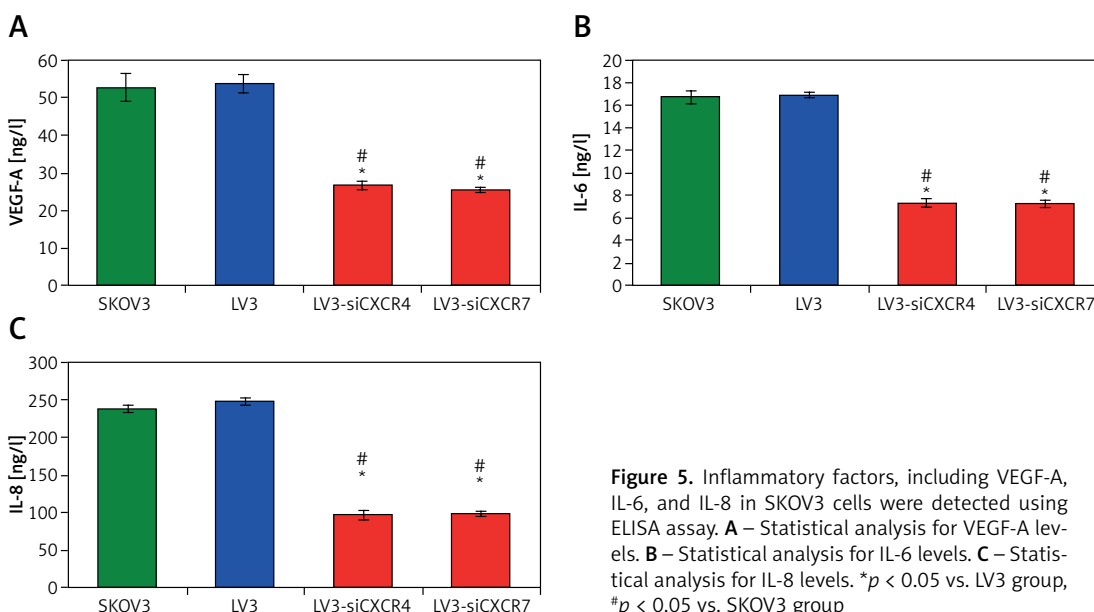 A
VEGF-A [ng/l]
60
50
40
30
20
10
0
#
*
#
*
SKOV3 LV3 LV3-siCXCR4 LV3-siCXCR7
B
IL-6 [ng/l]
20
18
16
14
12
10
8
6
4
2
0
#
*
#
*
SKOV3 LV3 LV3-siCXCR4 LV3-siCXCR7
C
IL-8 [ng/l]
300
250
200
150
100
50
0
#
*
#
*
SKOV3 LV3 LV3-siCXCR4 LV3-siCXCR7
Figure 5. Inflammatory factors, including VEGF-A,
IL-6, and IL-8 in SKOV3 cells were detected using
ELISA assay. A – Statistical analysis for VEGF-A lev-
els. B – Statistical analysis for IL-6 levels. C – Statis-
tical analysis for IL-8 levels. *p < 0.05 vs. LV3 group,
#p < 0.05 vs. SKOV3 group